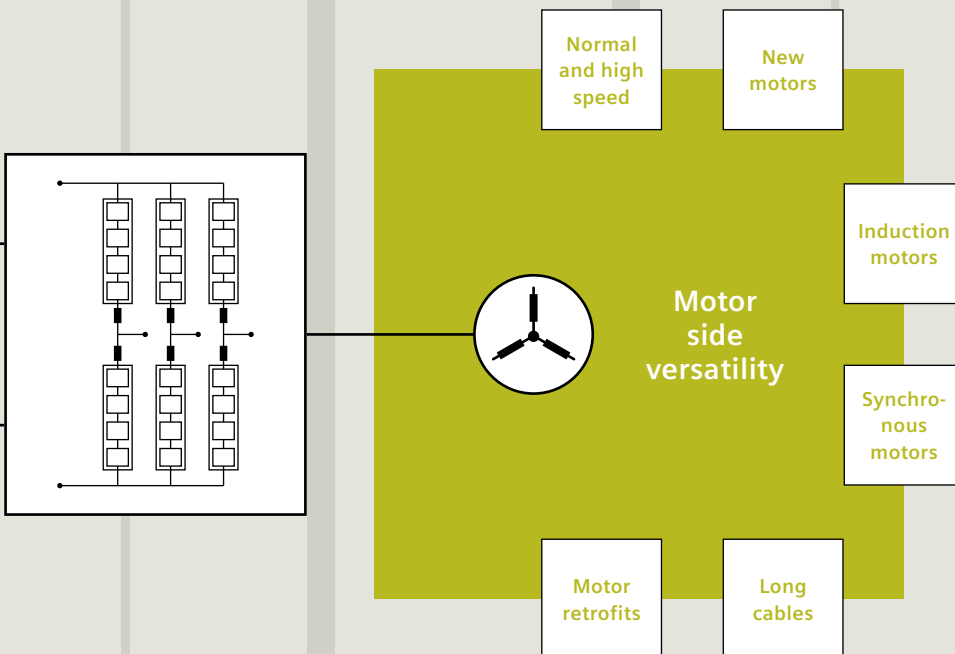 Normal
and high
speed
New
motors
Induction
motors
Motor
side
versatility
Synchro-
nous
motors
Motor
retrofits
Long
cables